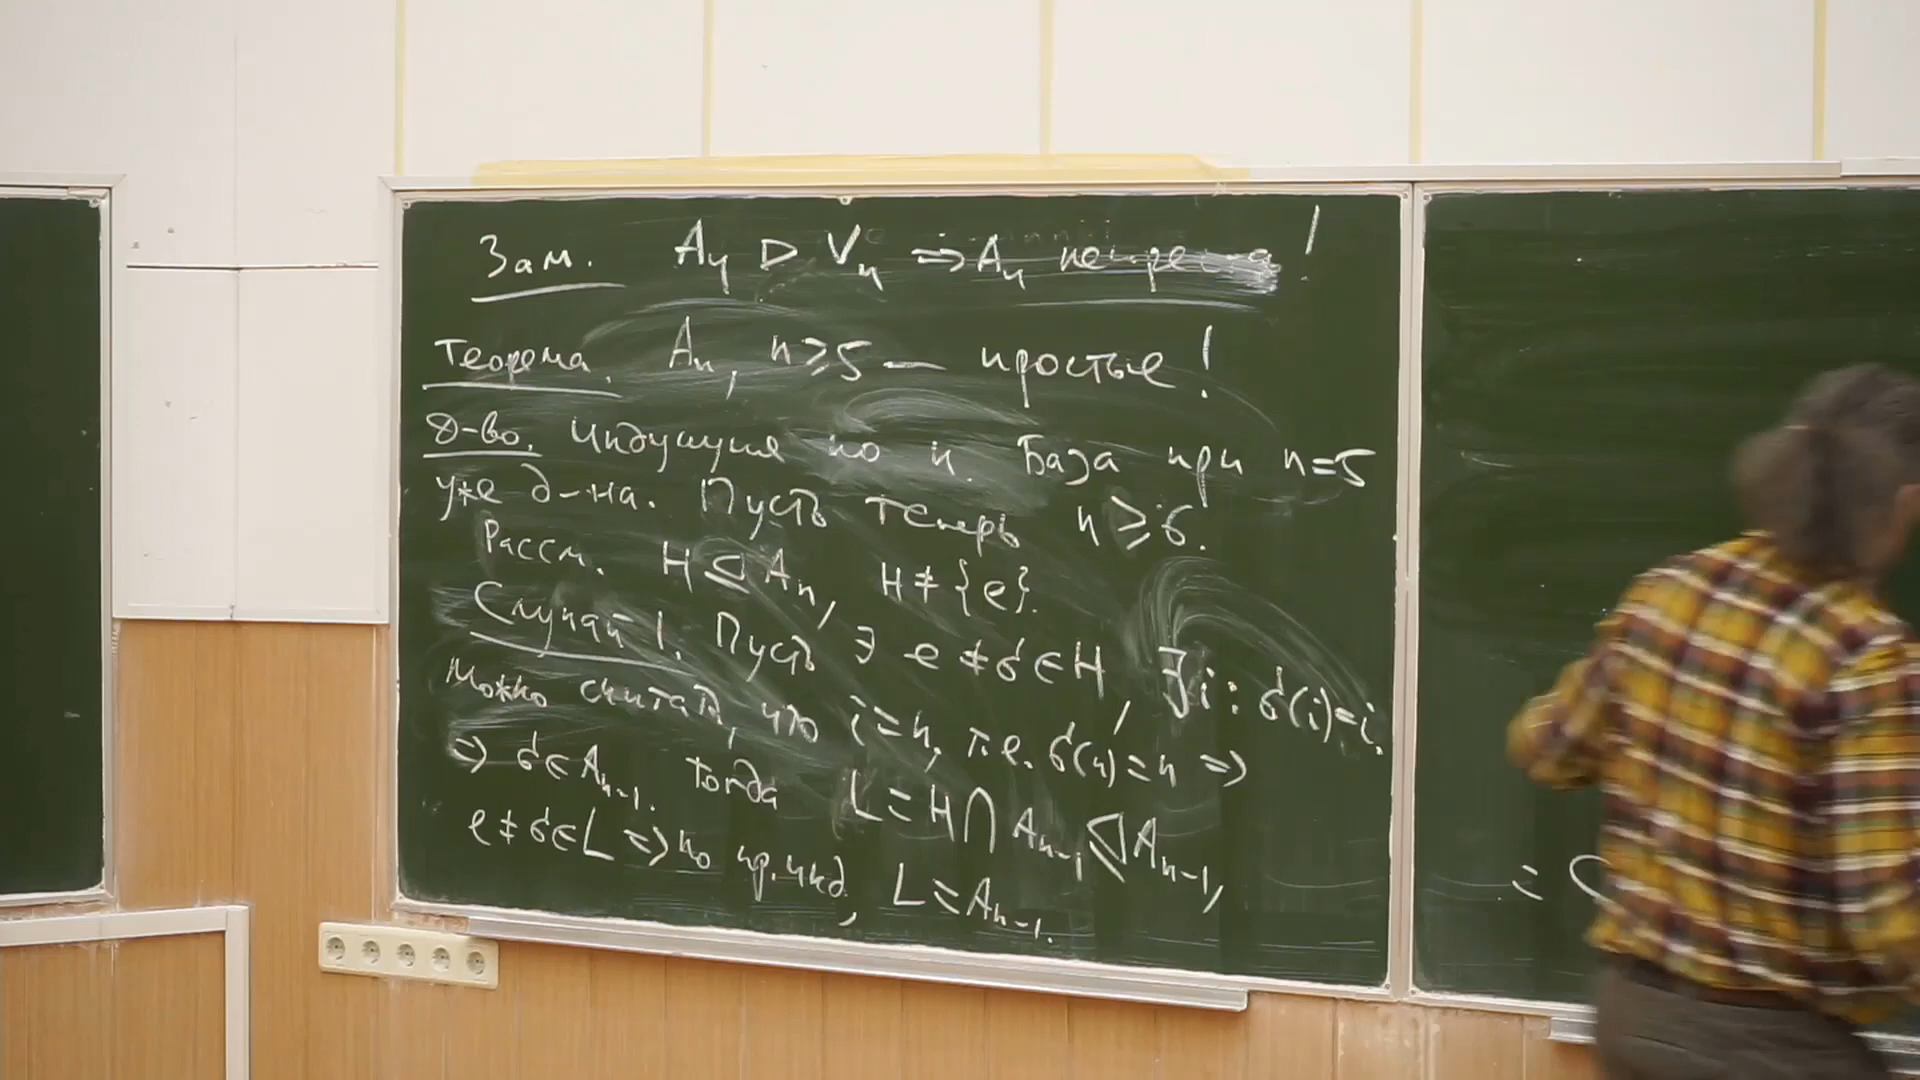 Зам. A₄ ▷ V₄ ⇒ A₄ непроста!
Теорема. Aₙ, n ≥ 5 — простые!
Д-во. Индукция по n. База при n=5
уже д-на. Пусть теперь n ≥ 6.
Рассм. H ⊴ Aₙ, H ≠ {e}.
Случай 1. Пусть ∃ e ≠ σ ∈ H, ∃ i : σ(i)=i.
Можно считать, что i=n, т.е. σ(n)=n ⇒
⇒ σ ∈ Aₙ₋₁. Тогда L = H ∩ Aₙ₋₁ ⊴ Aₙ₋₁,
e ≠ σ ∈ L ⇒ по пр. инд, L = Aₙ₋₁.